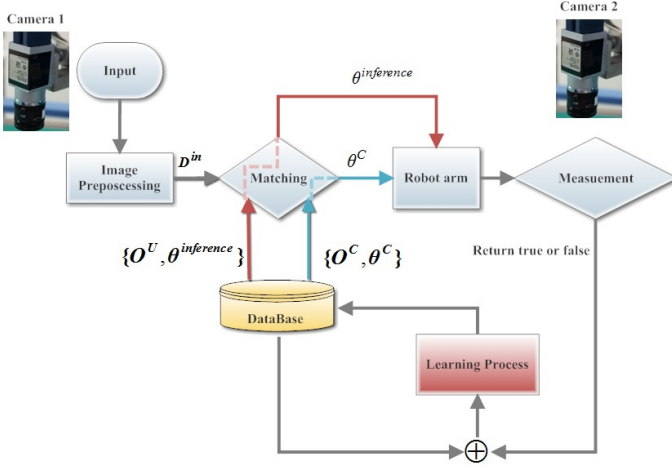 Camera 1
Camera 2
Input
θ^{inference}
Image
Preposcessing
D^{in}
Matching
θ^C
Robot arm
Measuement
{O^U, θ^{inference}}
{O^C, θ^C}
Return true or false
DataBase
Learning Process